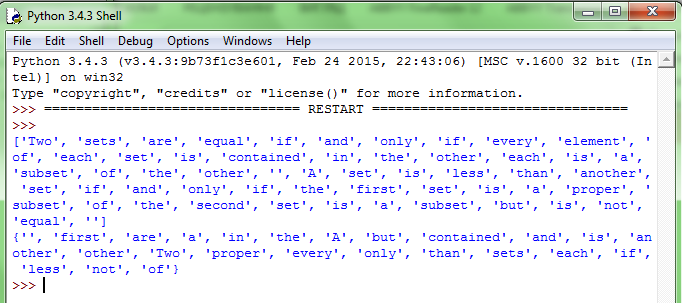 Python 3.4.3 Shell
File Edit Shell Debug Options Windows Help
Python 3.4.3 (v3.4.3:9b73f1c3e601, Feb 24 2015, 22:43:06) [MSC v.1600 32 bit (In
tel)] on win32
Type "copyright", "credits" or "license()" for more information.
>>> ================================ RESTART ================================
>>>
['Two', 'sets', 'are', 'equal', 'if', 'and', 'only', 'if', 'every', 'element', '
of', 'each', 'set', 'is', 'contained', 'in', 'the', 'other', 'each', 'is', 'a',
'subset', 'of', 'the', 'other', '', 'A', 'set', 'is', 'less', 'than', 'another',
 'set', 'if', 'and', 'only', 'if', 'the', 'first', 'set', 'is', 'a', 'proper', '
subset', 'of', 'the', 'second', 'set', 'is', 'a', 'subset', 'but', 'is', 'not',
'equal', '']
{'', 'first', 'are', 'a', 'in', 'the', 'A', 'but', 'contained', 'and', 'is', 'an
other', 'other', 'Two', 'proper', 'every', 'only', 'than', 'sets', 'each', 'if',
 'less', 'not', 'of'}
>>>